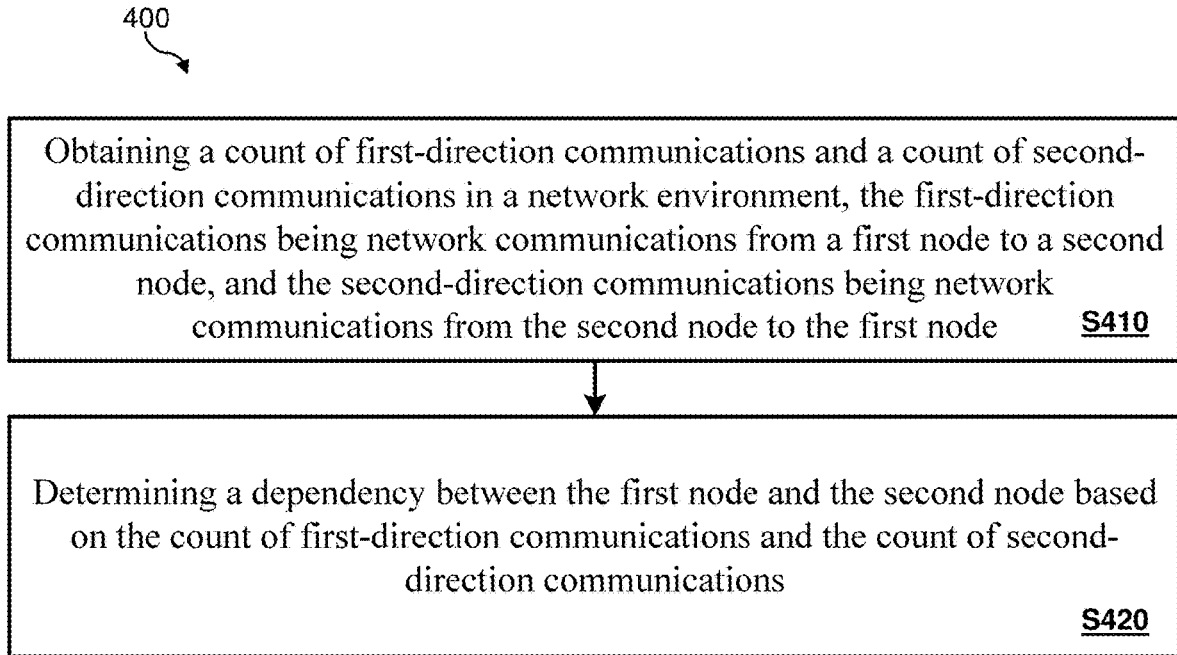 400
Obtaining a count of first-direction communications and a count of second-
direction communications in a network environment, the first-direction
communications being network communications from a first node to a second
node, and the second-direction communications being network
communications from the second node to the first node S410
Determining a dependency between the first node and the second node based
on the count of first-direction communications and the count of second-
direction communications
S420